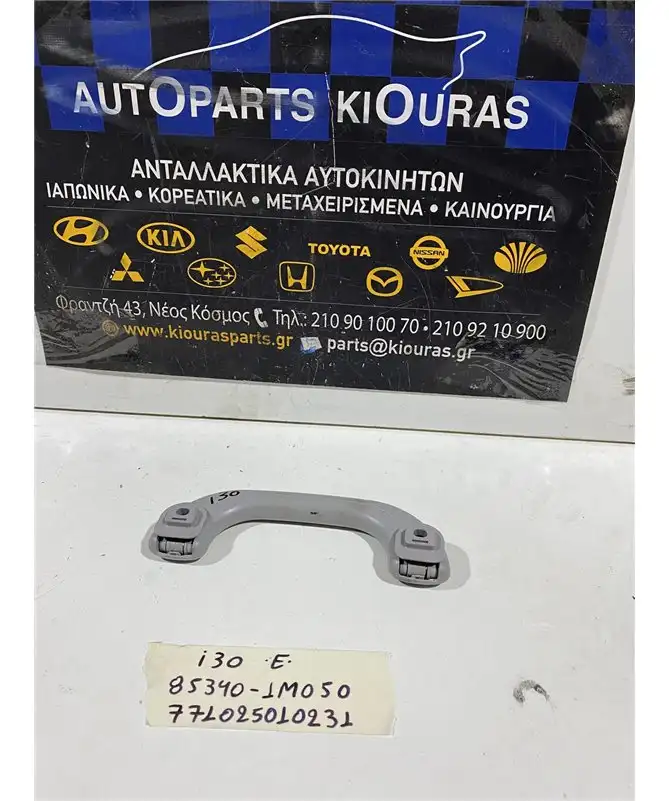 AUTOPARTS KIOURAS
ΑΝΤΑΛΛΑΚΤΙΚΑ ΑΥΤΟΚΙΝΗΤΩΝ
ΙΑΠΩΝΙΚΑ • ΚΟΡΕΑΤΙΚΑ • ΜΕΤΑΧΕΙΡΙΣΜΕΝΑ • ΚΑΙΝΟΥΡΓΙΑ
KIA
TOYOTA
NISSAN
Φραντζή 43, Νέος Κόσμος Τηλ.: 210 90 100 70 • 210 92 10 900
www.kiourasparts.gr parts@kiouras.gr
i30
i30 E.
85340-1M050
771025010231